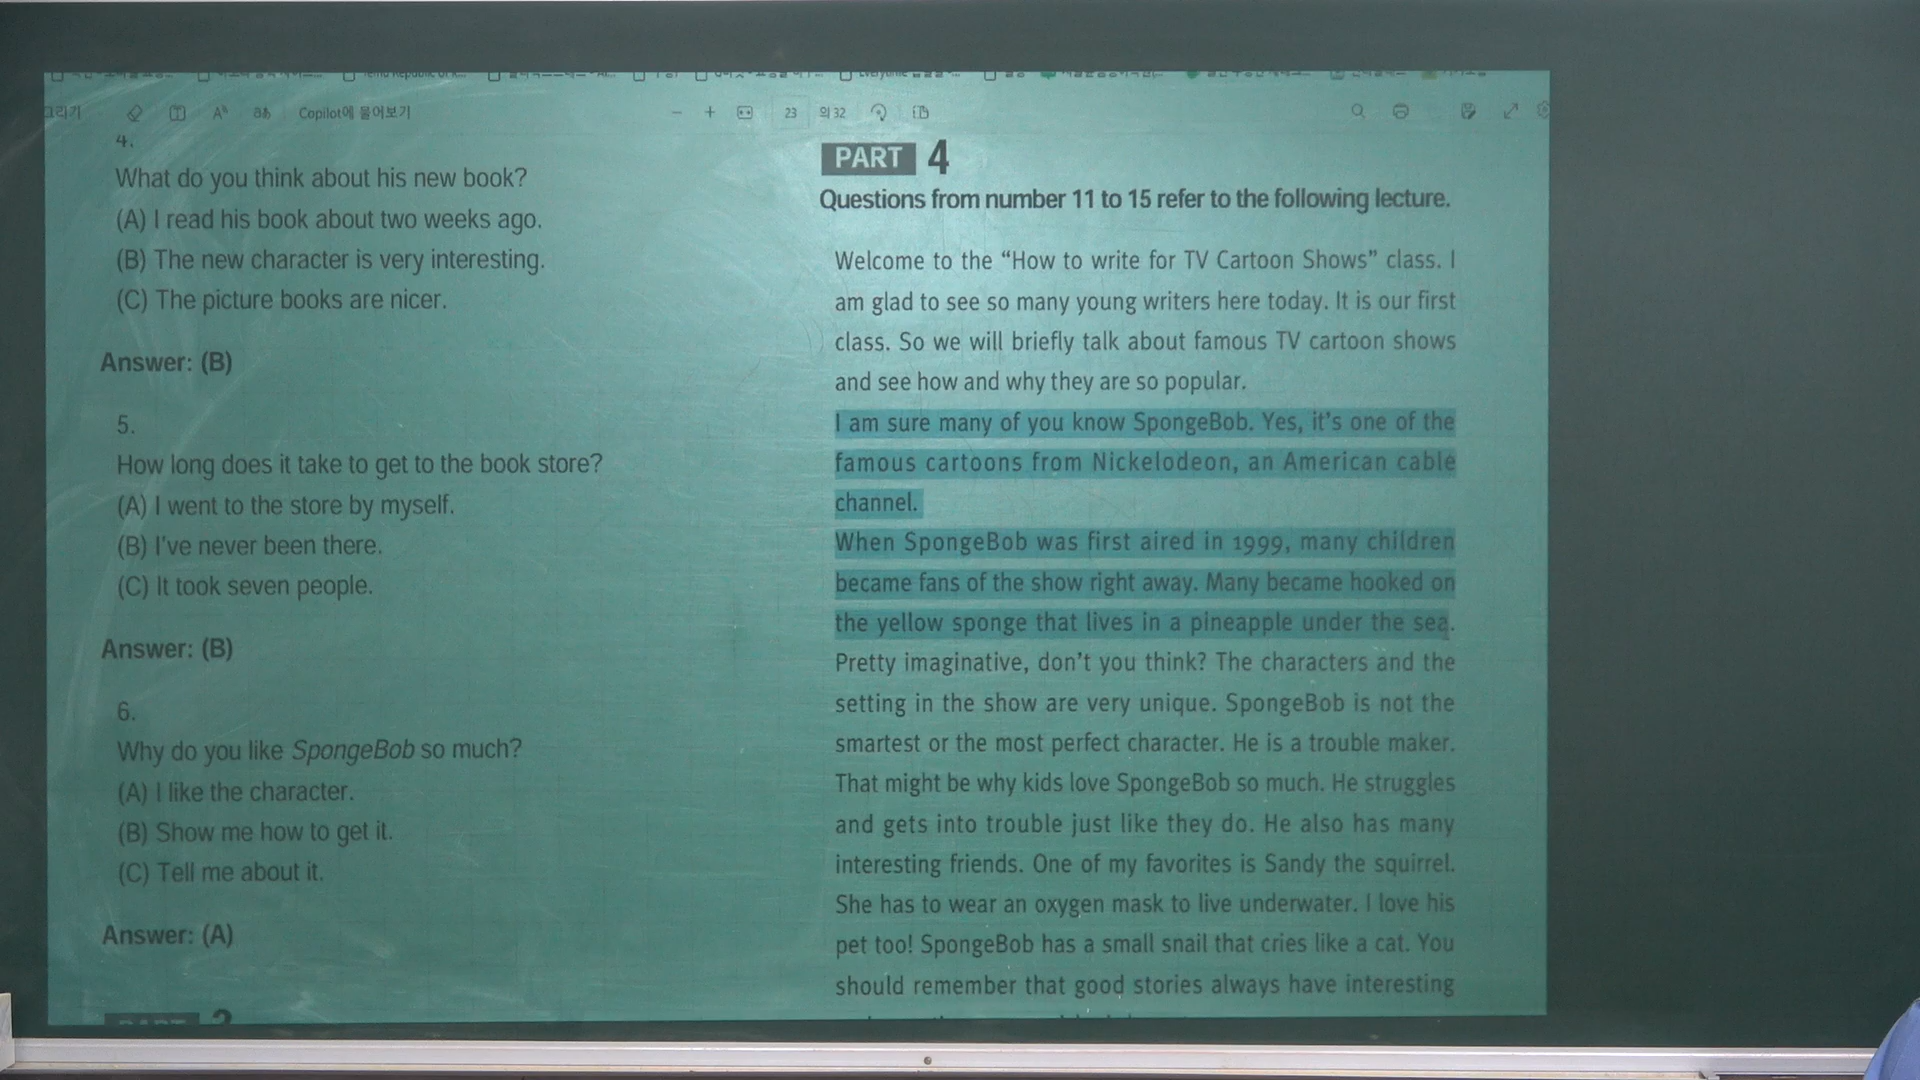 그리기 Copilot에 물어보기 23 의 32
4.
What do you think about his new book?
(A) I read his book about two weeks ago.
(B) The new character is very interesting.
(C) The picture books are nicer.
Answer: (B)
5.
How long does it take to get to the book store?
(A) I went to the store by myself.
(B) I've never been there.
(C) It took seven people.
Answer: (B)
6.
Why do you like SpongeBob so much?
(A) I like the character.
(B) Show me how to get it.
(C) Tell me about it.
Answer: (A)
PART 4
Questions from number 11 to 15 refer to the following lecture.
Welcome to the “How to write for TV Cartoon Shows” class. I
am glad to see so many young writers here today. It is our first
class. So we will briefly talk about famous TV cartoon shows
and see how and why they are so popular.
I am sure many of you know SpongeBob. Yes, it’s one of the
famous cartoons from Nickelodeon, an American cable
channel.
When SpongeBob was first aired in 1999, many children
became fans of the show right away. Many became hooked on
the yellow sponge that lives in a pineapple under the sea.
Pretty imaginative, don’t you think? The characters and the
setting in the show are very unique. SpongeBob is not the
smartest or the most perfect character. He is a trouble maker.
That might be why kids love SpongeBob so much. He struggles
and gets into trouble just like they do. He also has many
interesting friends. One of my favorites is Sandy the squirrel.
She has to wear an oxygen mask to live underwater. I love his
pet too! SpongeBob has a small snail that cries like a cat. You
should remember that good stories always have interesting